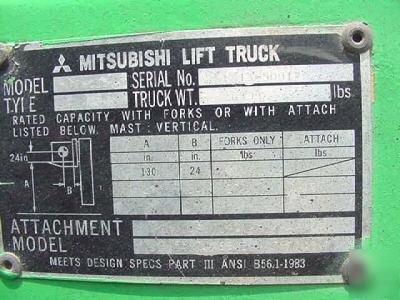 MITSUBISHI LIFT TRUCK
MODEL SERIAL No.
TYPE TRUCK WT. lbs
RATED CAPACITY WITH FORKS OR WITH ATTACH
LISTED BELOW, MAST: VERTICAL.
A B FORKS ONLY ATTACH
24in in. in. lbs lbs
A 130 24
B
ATTACHMENT
MODEL
MEETS DESIGN SPECS PART III ANSI B56.1-1983
BidAdvance.com